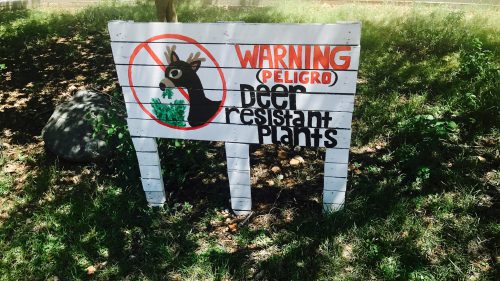 WARNING
(PELIGRO)
Deer
resistant
Plants